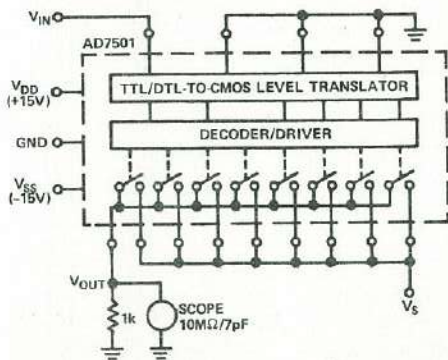 VIN
AD7501
VDD
(+15V)
TTL/DTL-TO-CMOS LEVEL TRANSLATOR
GND
DECODER/DRIVER
VSS
(-15V)
VOUT
1k
SCOPE
10MΩ/7pF
VS